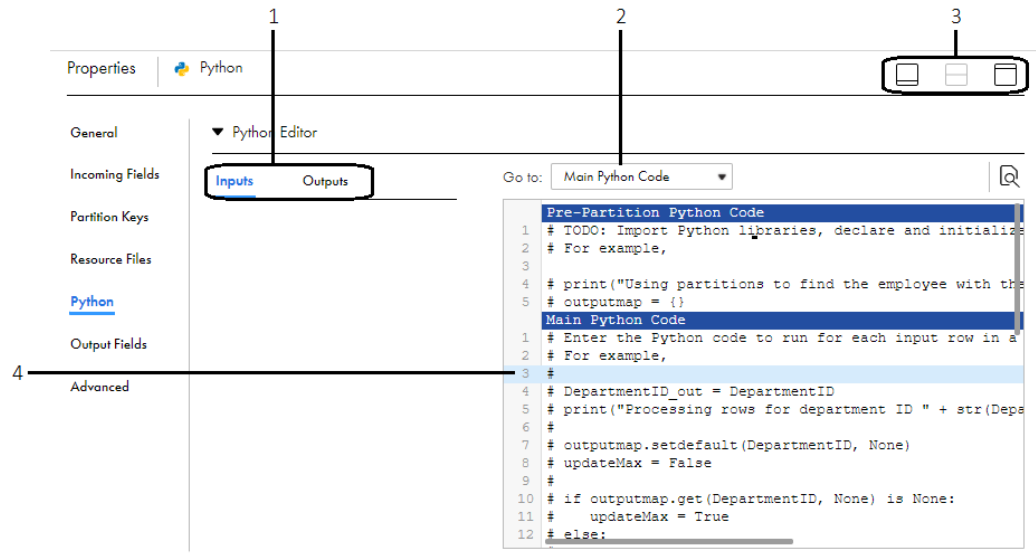 1 2 3
Properties Python
General
Incoming Fields
Partition Keys
Resource Files
Python
Output Fields
Advanced
Python Editor
Inputs Outputs
Go to: Main Python Code
Pre-Partition Python Code
1 # TODO: Import Python libraries, declare and initialize
2 # For example,
3
4 # print("Using partitions to find the employee with the
5 # outputmap = {}
Main Python Code
1 # Enter the Python code to run for each input row in a
2 # For example,
3 #
4 # DepartmentID_out = DepartmentID
5 # print("Processing rows for department ID " + str(Depa
6 #
7 # outputmap.setdefault(DepartmentID, None)
8 # updateMax = False
9 #
10 # if outputmap.get(DepartmentID, None) is None:
11 # updateMax = True
12 # else:
4